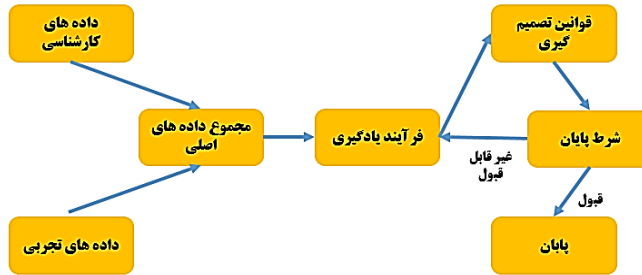 داده های
کارشناسی
قوانین تصمیم
گیری
مجموع داده های
اصلی
فرآیند یادگیری
شرط پایان
غیر قابل
قبول
قبول
داده های تجربی
پابان